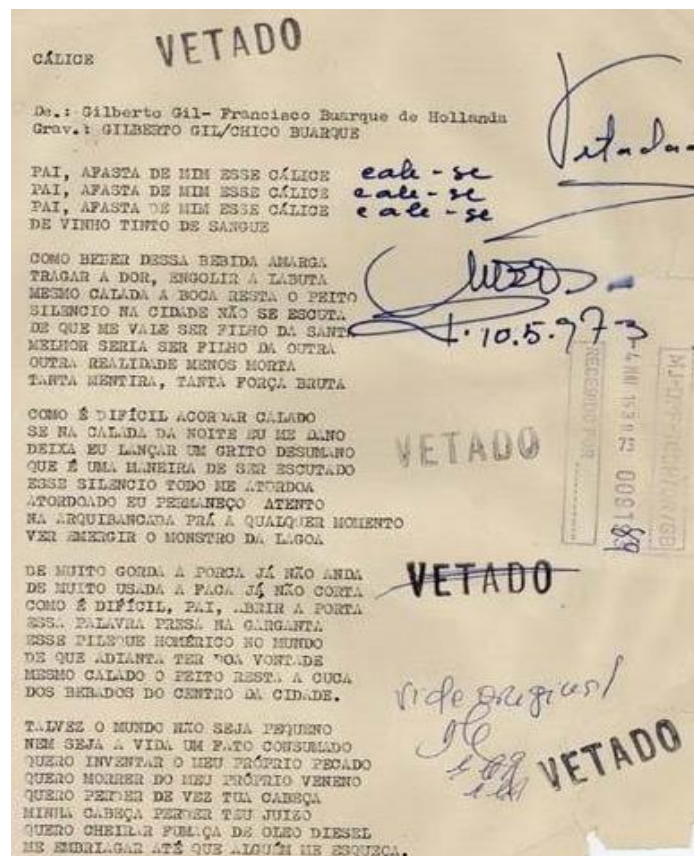 CÁLICE
VETADO
De.: Gilberto Gil- Francisco Buarque de Hollanda
Grav.: GILBERTO GIL/CHICO BUARQUE
Vetada
PAI, AFASTA DE MIM ESSE CÁLICE cale-se
PAI, AFASTA DE MIM ESSE CÁLICE cale-se
PAI, AFASTA DE MIM ESSE CÁLICE cale-se
DE VINHO TINTO DE SANGUE
COMO BEBER DESSA BEBIDA AMARGA
TRAGAR A DOR, ENGOLIR A LABUTA
MESMO CALADA A BOCA RESTA O PEITO
SILENCIO NA CIDADE NÃO SE ESCUTA
DE QUE ME VALE SER FILHO DA SANTA
MELHOR SERIA SER FILHO DA OUTRA
OUTRA REALIDADE MENOS MORTA
TANTA MENTIRA, TANTA FORÇA BRUTA
10.5.973
COMO É DIFÍCIL ACORDAR CALADO
SE NA CALADA DA NOITE EU ME DANO
DEIXA EU LANÇAR UM GRITO DESUMANO
QUE É UMA MANEIRA DE SER ESCUTADO
ESSE SILENCIO TODO ME ATORDOA
ATORDOADO EU PERMANEÇO ATENTO
NA ARQUIBANCADA PRÁ A QUALQUER MOMENTO
VER EMERGIR O MONSTRO DA LAGOA
VETADO
RECEBIDO POR
DE MUITO GORDA A PORCA JÁ NÃO ANDA
DE MUITO USADA A FACA JÁ NÃO CORTA
COMO É DIFÍCIL, PAI, ABRIR A PORTA
ESSA PALAVRA PRESA NA GARGANTA
ESSE PILEQUE HOMÉRICO NO MUNDO
DE QUE ADIANTA TER BOA VONTADE
MESMO CALADO O PEITO RESTA A CUCA
DOS BEBADOS DO CENTRO DA CIDADE.
VETADO
vide original
TALVEZ O MUNDO NÃO SEJA PEQUENO
NEM SEJA A VIDA UM FATO CONSUMADO
QUERO INVENTAR O MEU PRÓPRIO PECADO
QUERO MORRER DO MEU PRÓPRIO VENENO
QUERO PERDER DE VEZ TUA CABEÇA
MINHA CABEÇA PERDER TEU JUIZO
QUERO CHEIRAR FUMAÇA DE OLEO DIESEL
ME EMBRIAGAR ATÉ QUE ALGUÉM ME ESQUEÇA.
VETADO